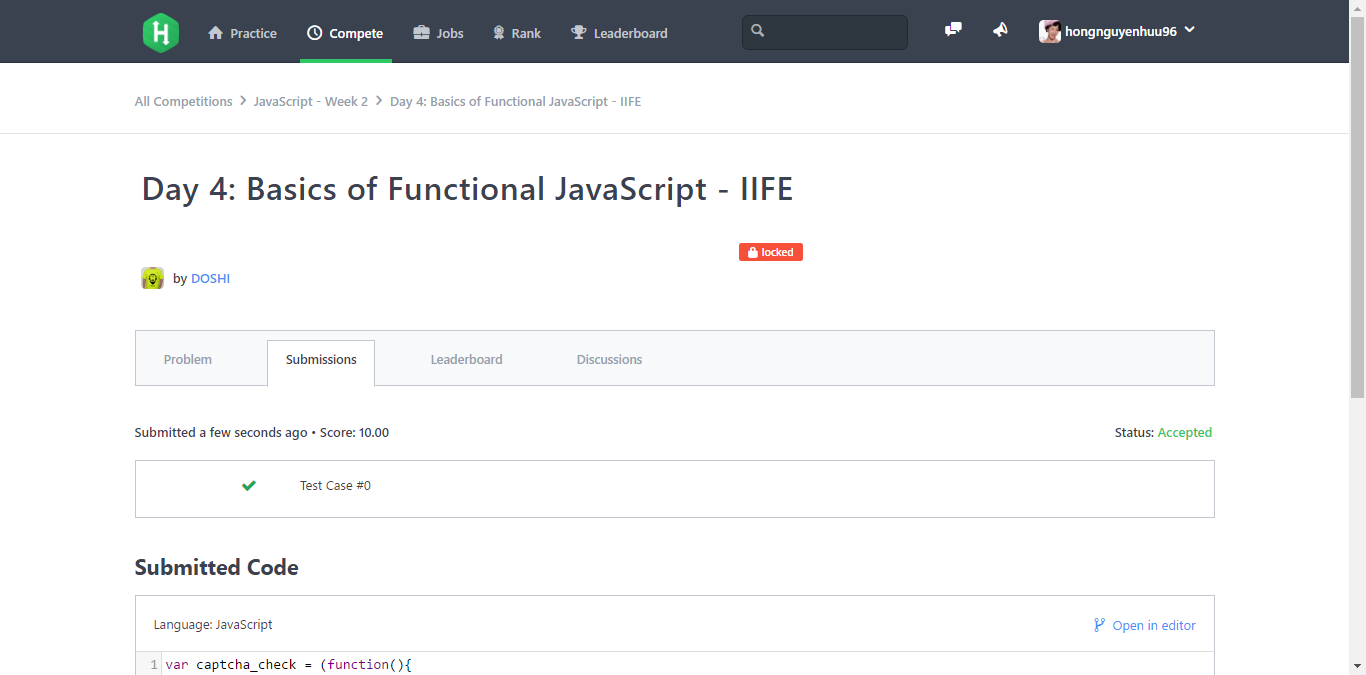 H Practice Compete Jobs Rank Leaderboard hongnguyenhuu96
All Competitions JavaScript - Week 2 Day 4: Basics of Functional JavaScript - IIFE
Day 4: Basics of Functional JavaScript - IIFE
locked
by DOSHI
Problem Submissions Leaderboard Discussions
Submitted a few seconds ago • Score: 10.00 Status: Accepted
Test Case #0
Submitted Code
Language: JavaScript Open in editor
1 var captcha_check = (function(){